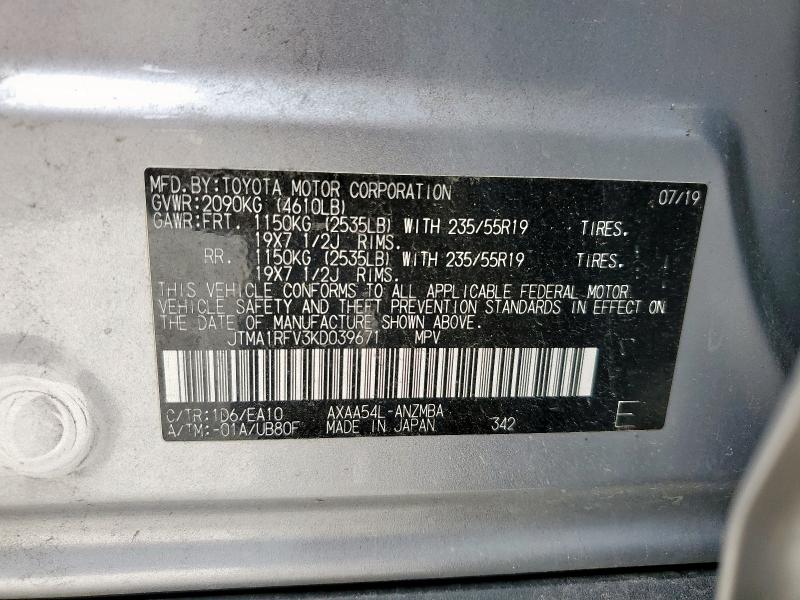 MFD.BY:TOYOTA MOTOR CORPORATION 07/19
GVWR:2090KG (4610LB)
GAWR:FRT. 1150KG (2535LB) WITH 235/55R19 TIRES.
19X7 1/2J RIMS.
RR. 1150KG (2535LB) WITH 235/55R19 TIRES.
19X7 1/2J RIMS.
THIS VEHICLE CONFORMS TO ALL APPLICABLE FEDERAL MOTOR
VEHICLE SAFETY AND THEFT PREVENTION STANDARDS IN EFFECT ON
THE DATE OF MANUFACTURE SHOWN ABOVE.
JTMA1RFV3KD039671 MPV
C/TR:1D6/EA10 AXAA54L-ANZMBA E
A/TM:-01A/UB80F MADE IN JAPAN 342